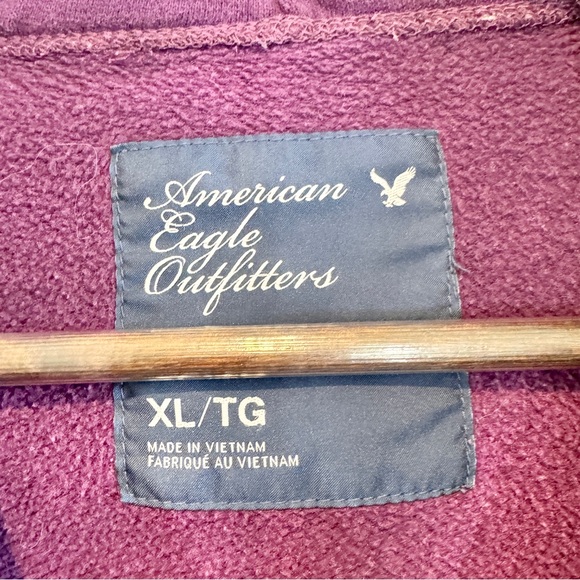 American
Eagle
Outfitters
XL/TG
MADE IN VIETNAM
FABRIQUÉ AU VIETNAM